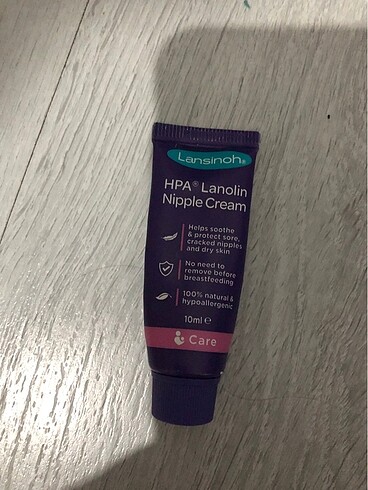 Lansinoh®
HPA® Lanolin
Nipple Cream
Helps soothe
& protect sore,
cracked nipples
and dry skin
No need to
remove before
breastfeeding
100% natural &
hypoallergenic
10ml ℮
Care